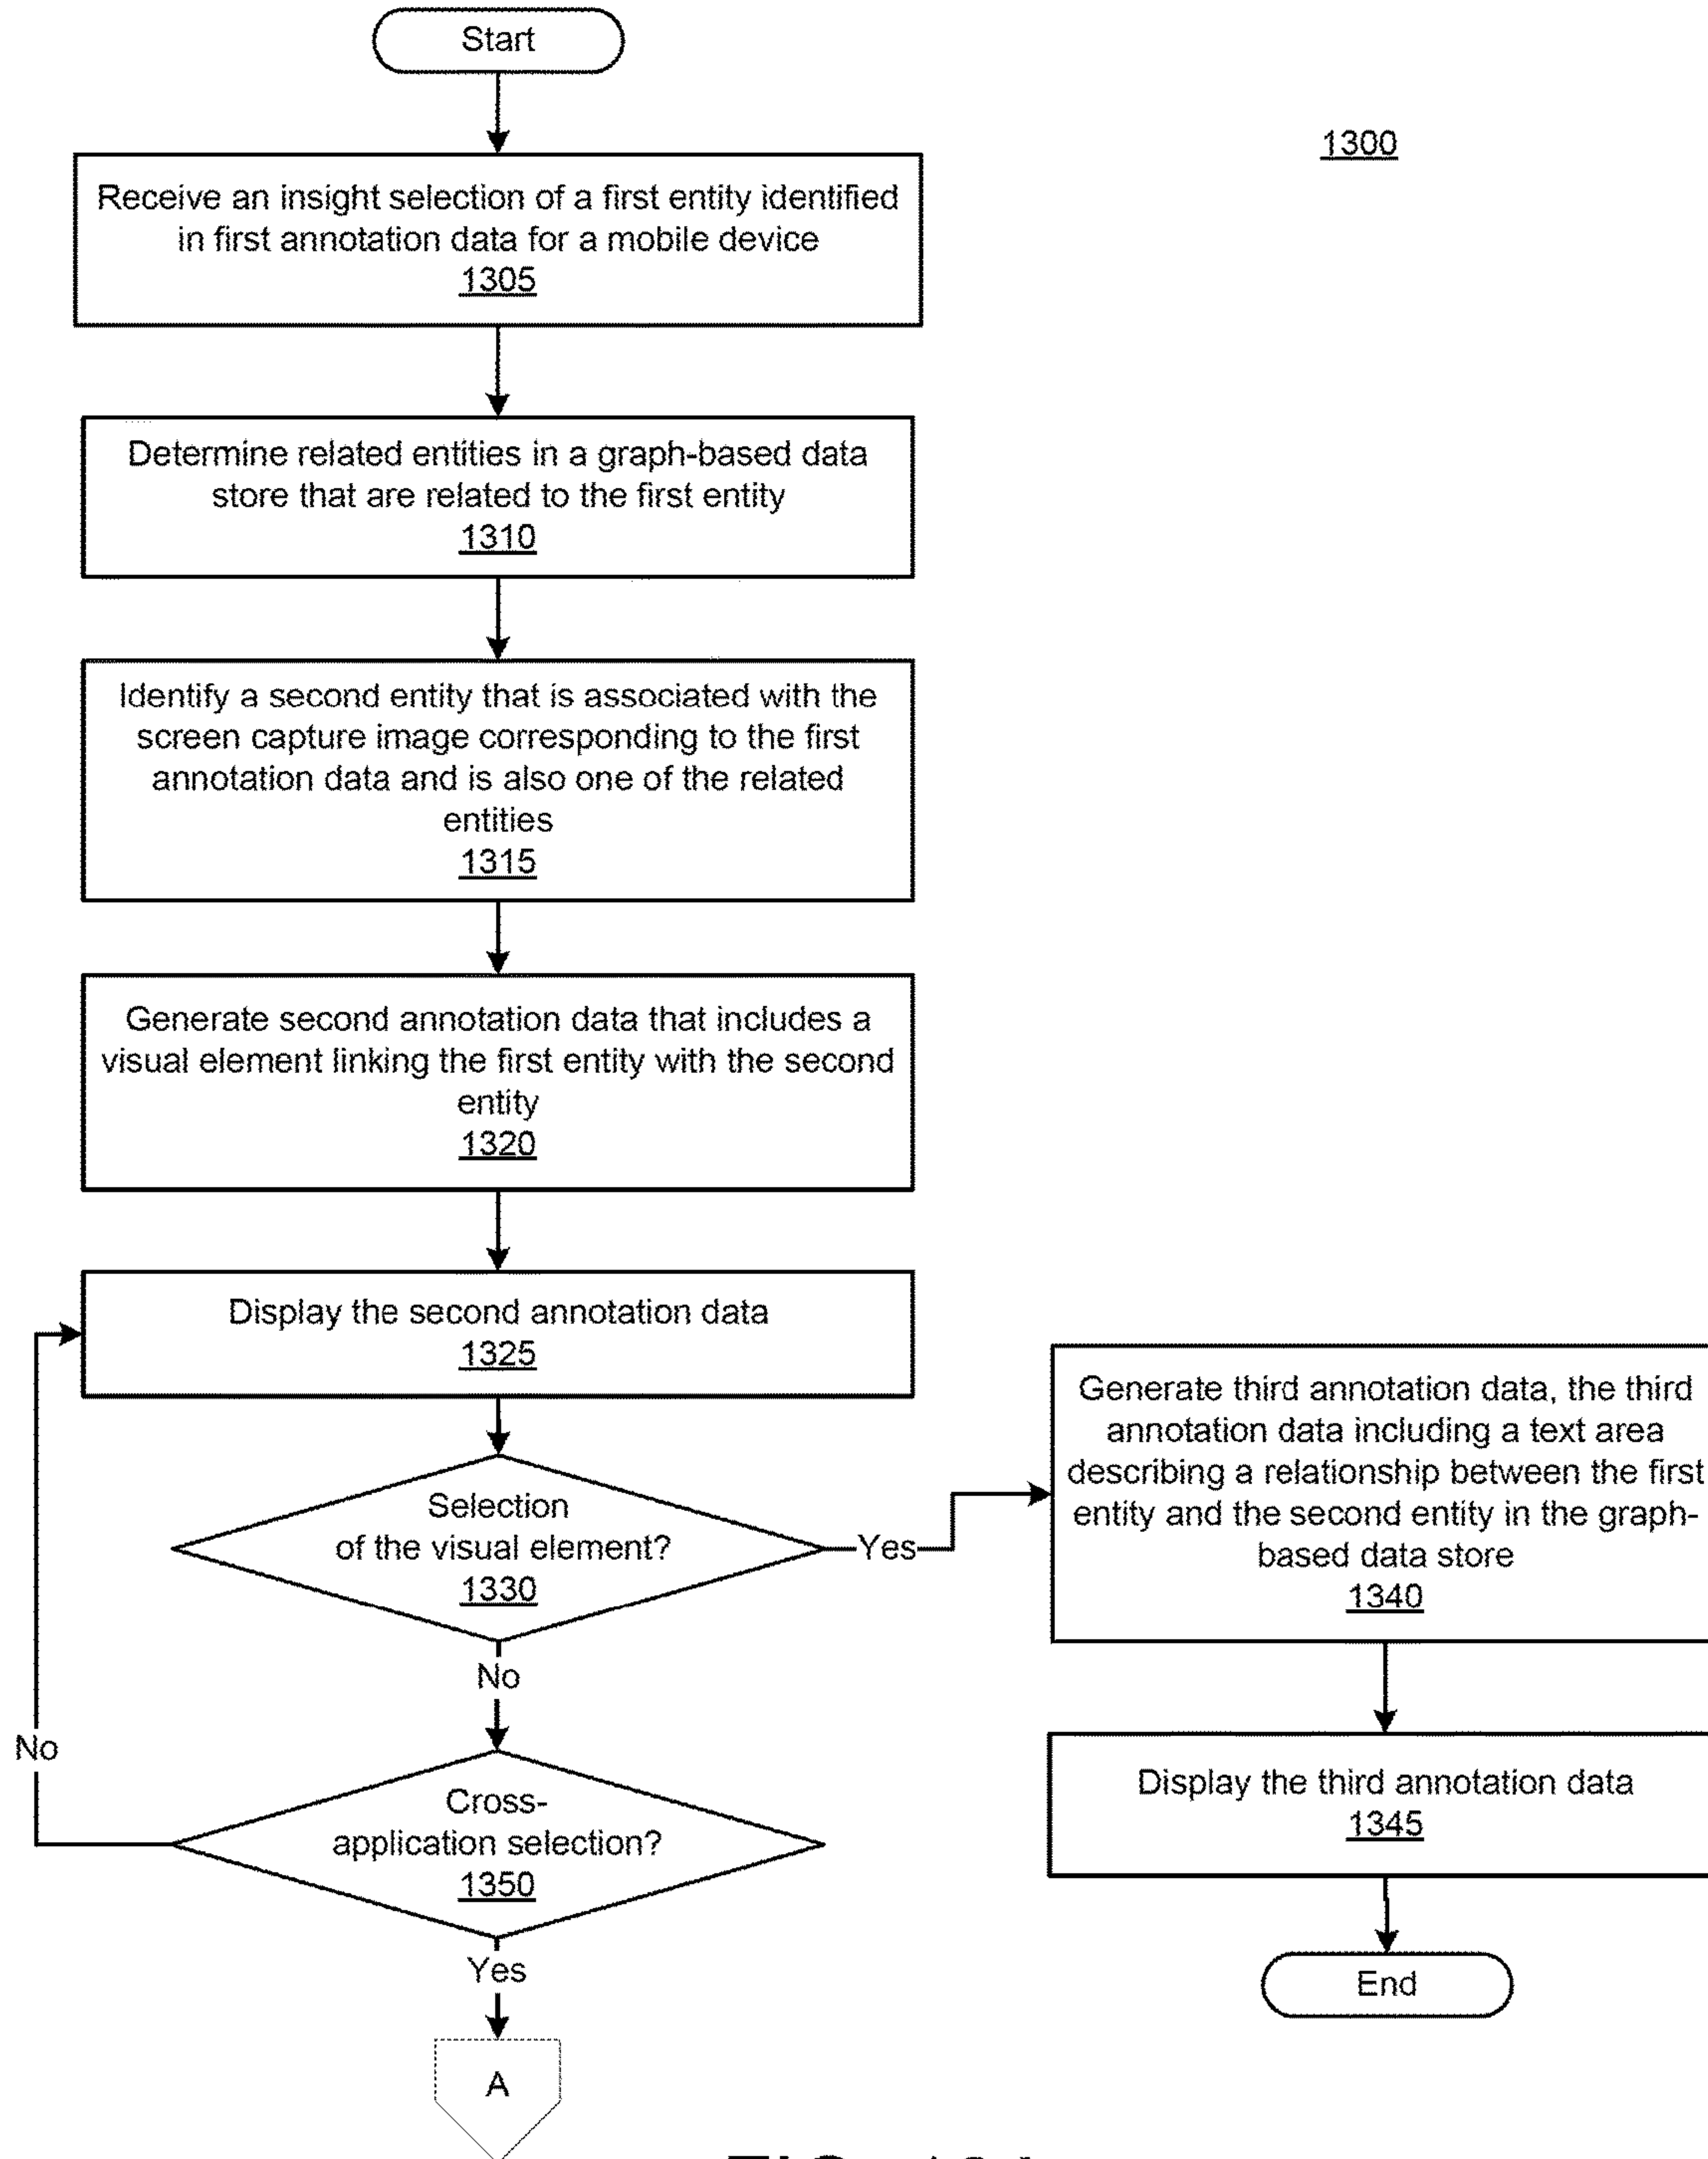 Start
1300
Receive an insight selection of a first entity identified
in first annotation data for a mobile device
1305
Determine related entities in a graph-based data
store that are related to the first entity
1310
Identify a second entity that is associated with the
screen capture image corresponding to the first
annotation data and is also one of the related
entities
1315
Generate second annotation data that includes a
visual element linking the first entity with the second
entity
1320
Display the second annotation data
1325
Selection
of the visual element?
1330
Yes
Generate third annotation data, the third
annotation data including a text area
describing a relationship between the first
entity and the second entity in the graph-
based data store
1340
No
No
Cross-
application selection?
1350
Display the third annotation data
1345
Yes
End
A